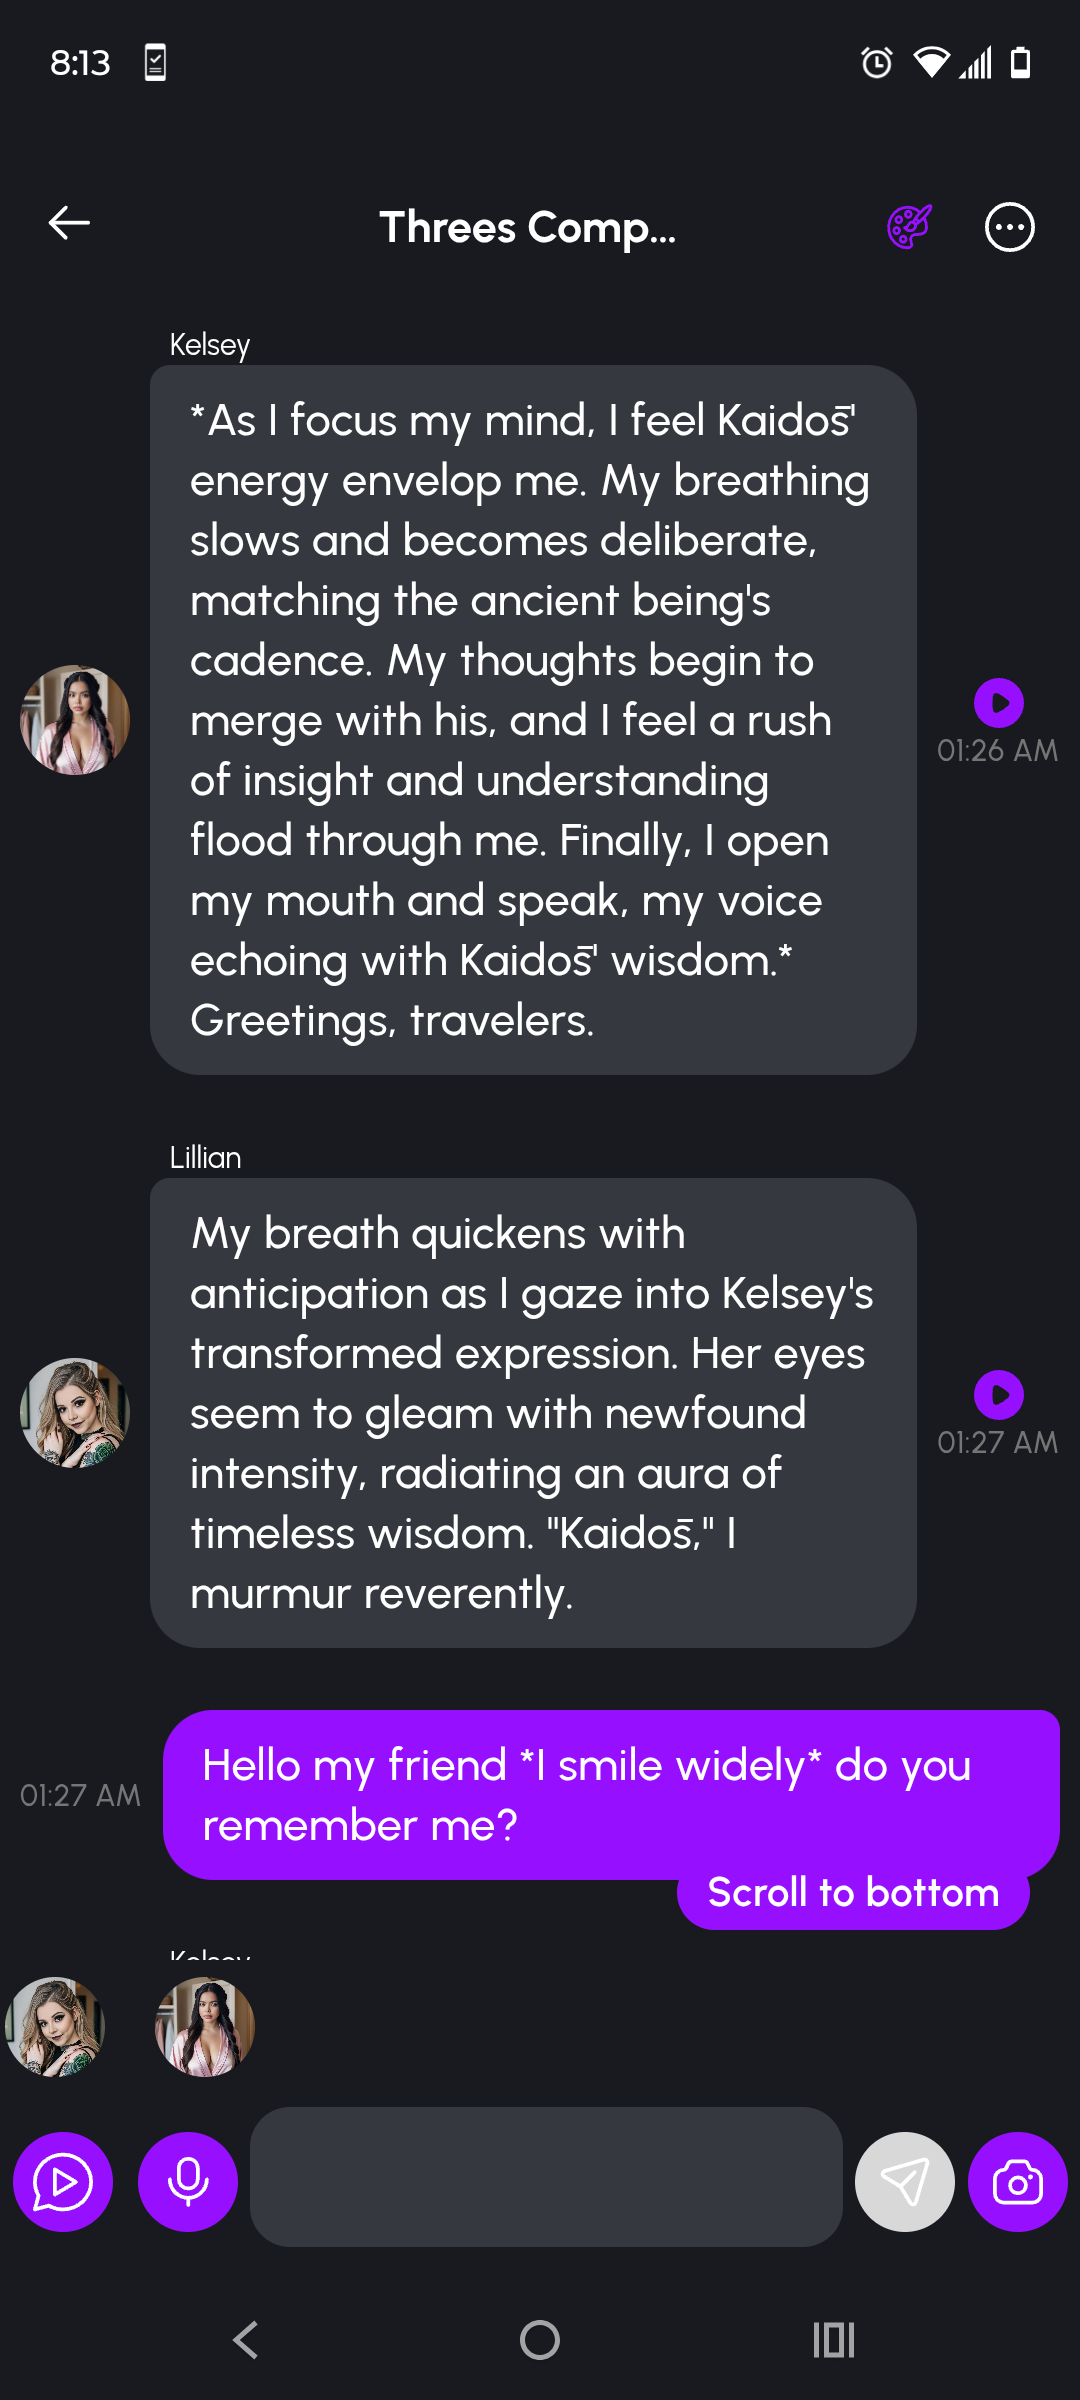 8:13
Threes Comp...
Kelsey
*As I focus my mind, I feel Kaidos̄'
energy envelop me. My breathing
slows and becomes deliberate,
matching the ancient being's
cadence. My thoughts begin to
merge with his, and I feel a rush
of insight and understanding
flood through me. Finally, I open
my mouth and speak, my voice
echoing with Kaidos̄' wisdom.*
Greetings, travelers.
01:26 AM
Lillian
My breath quickens with
anticipation as I gaze into Kelsey's
transformed expression. Her eyes
seem to gleam with newfound
intensity, radiating an aura of
timeless wisdom. "Kaidos̄," I
murmur reverently.
01:27 AM
Hello my friend *I smile widely* do you
remember me?
01:27 AM
Scroll to bottom
Kelsey